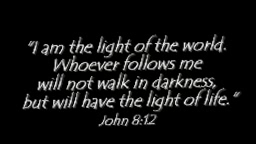 "I am the light of the world.
Whoever follows me
will not walk in darkness,
but will have the light of life."
John 8:12